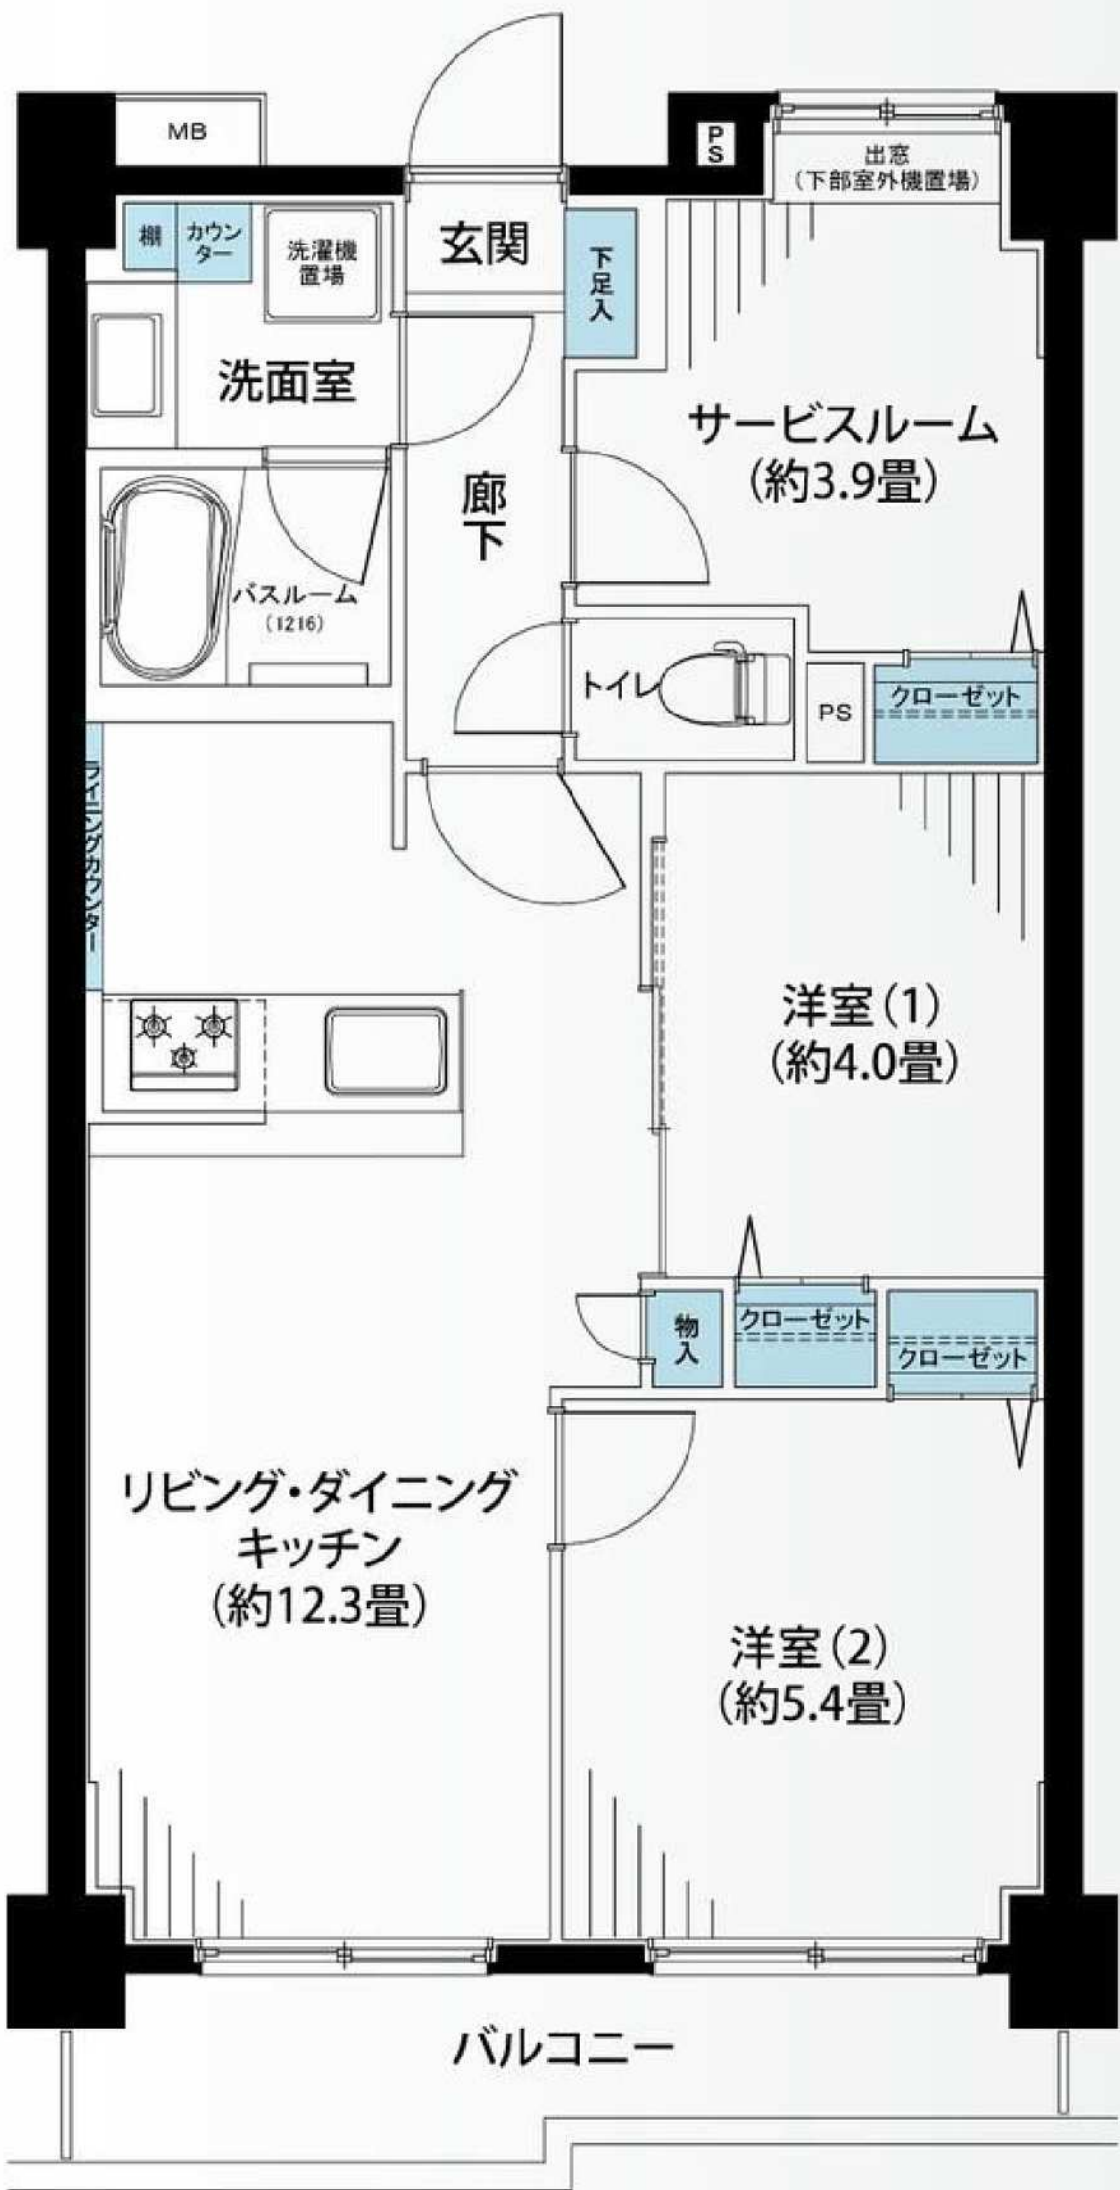 MB
PS
出窓
(下部室外機置場)
棚
カウン
ター
洗濯機
置場
玄関
下足入
洗面室
サービスルーム
(約3.9畳)
廊下
バスルーム
(1216)
トイレ
PS
クローゼット
ライニングカウンター
洋室(1)
(約4.0畳)
物入
クローゼット
クローゼット
リビング・ダイニング
キッチン
(約12.3畳)
洋室(2)
(約5.4畳)
バルコニー